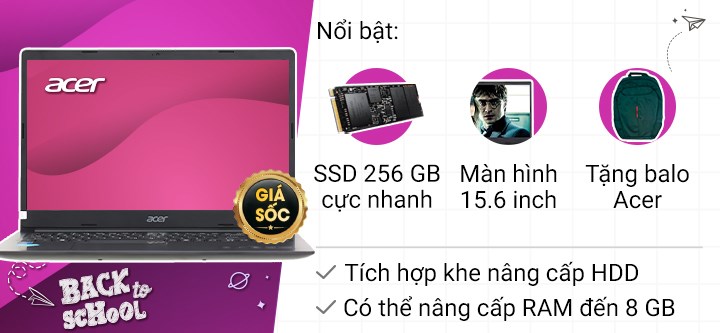 Nổi bật:
acer
acer
GIÁ
SỐC
BACK to
SCHOOL
SSD 256 GB
cực nhanh
Màn hình
15.6 inch
Tặng balo
Acer
Tích hợp khe nâng cấp HDD
Có thể nâng cấp RAM đến 8 GB